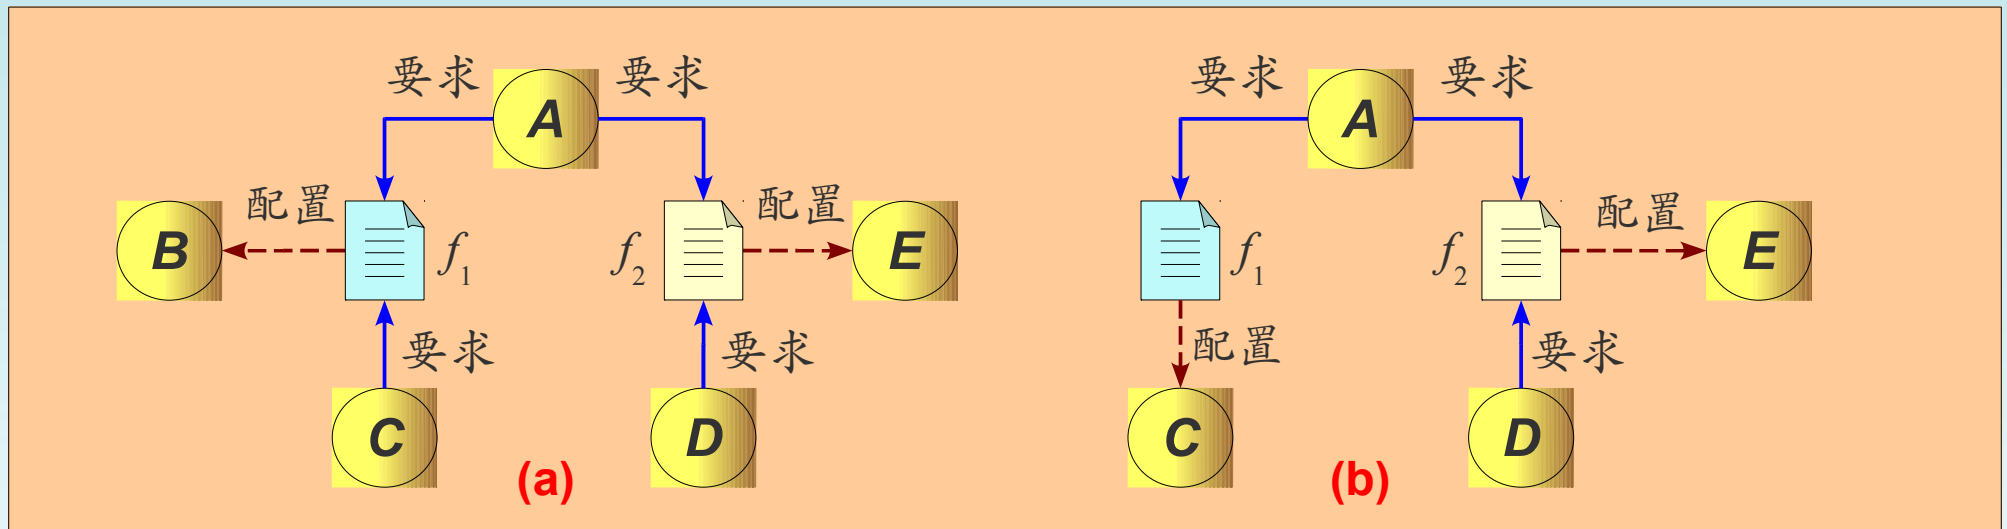 要求 A 要求
B 配置 f1 f2 配置 E
要求 要求
C D
(a)
要求 A 要求
f1 f2 配置 E
配置 要求
C D
(b)